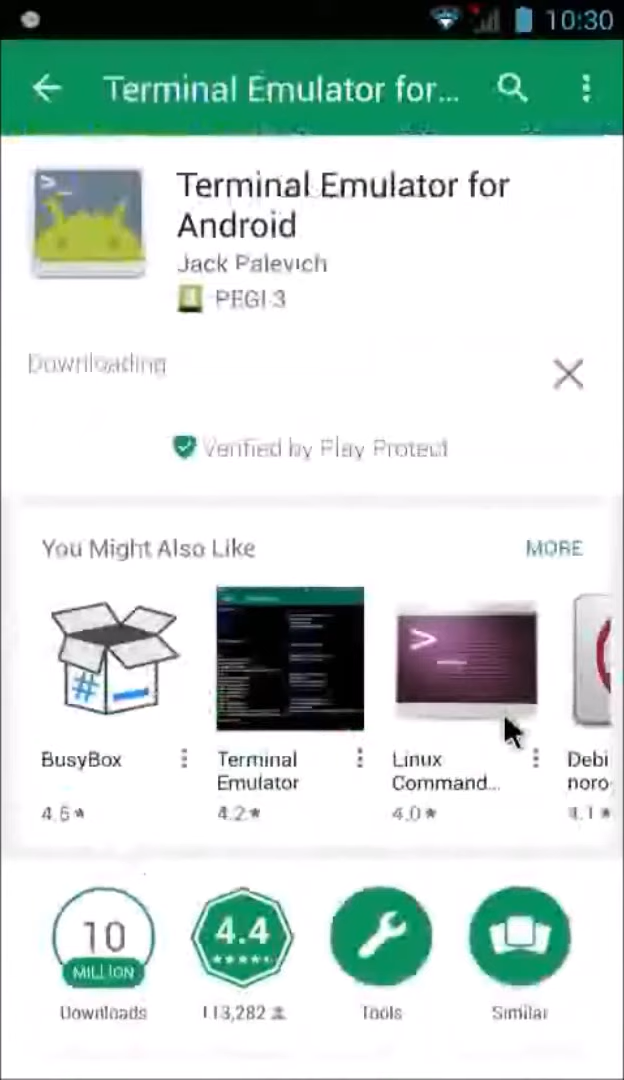 10:30
Terminal Emulator for...
>_
Terminal Emulator for
Android
Jack Palevich
PEGI 3
Downloading
Verified by Play Protect
You Might Also Like
MORE
#
>_
BusyBox
Terminal
Emulator
Linux
Command...
Debi
noro
4.2★
4.0★
4.1★
10
MILLION
4.4
★★★★★
Downloads
113,282
Tools
Similar